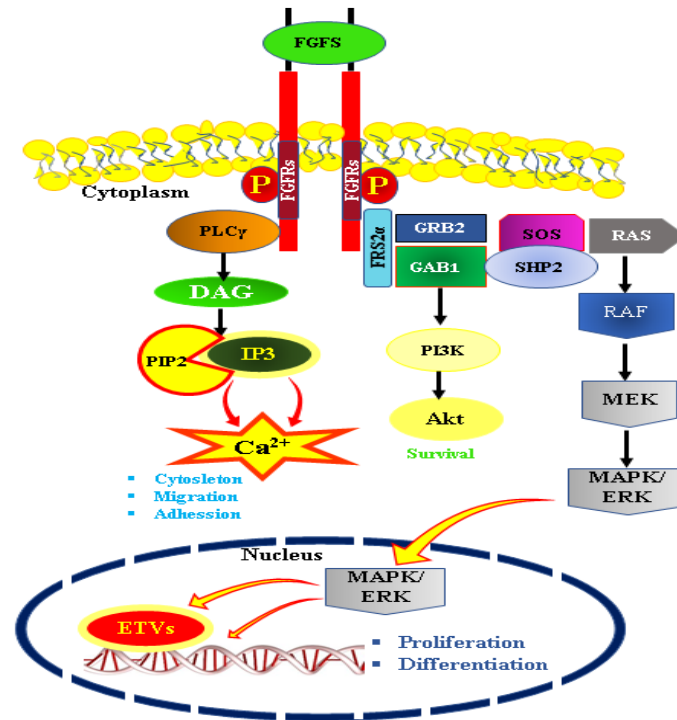 FGFS
FGFRs
FGFRs
P
P
Cytoplasm
PLCγ
FRS2α
GRB2
GAB1
SOS
SHP2
RAS
DAG
RAF
PIP2
IP3
PI3K
MEK
Akt
Ca2+
Survival
▪ Cytosleton
▪ Migration
▪ Adhession
MAPK/
ERK
Nucleus
MAPK/
ERK
ETVs
▪ Proliferation
▪ Differentiation